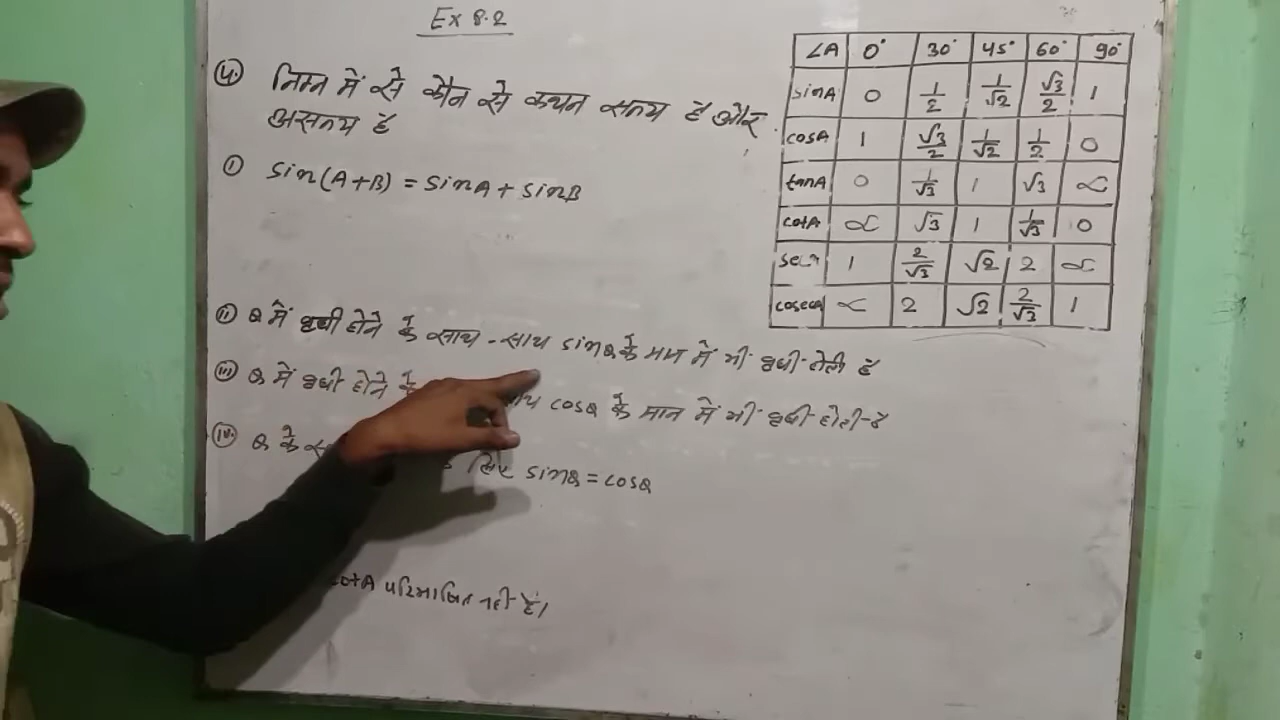 Ex 8.2
4. निम्न में से कौन से कथन सत्य है और
असत्य है
i) sin(A+B) = sinA + sinB
ii) θ में वृधी होने के साथ-साथ sinθ के मान में भी वृधी होती है
iii) θ में वृधी होने के cosθ के मान में भी वृधी होती है
iv. θ के लिए sinθ = cosθ
cotA परिभाषित नहीं है।
∠A 0° 30° 45° 60° 90°
sinA 0 1/2 1/√2 √3/2 1
cosA 1 √3/2 1/√2 1/2 0
tanA 0 1/√3 1 √3 ∝
cotA ∝ √3 1 1/√3 0
secA 1 2/√3 √2 2 ∝
cosecA ∝ 2 √2 2/√3 1